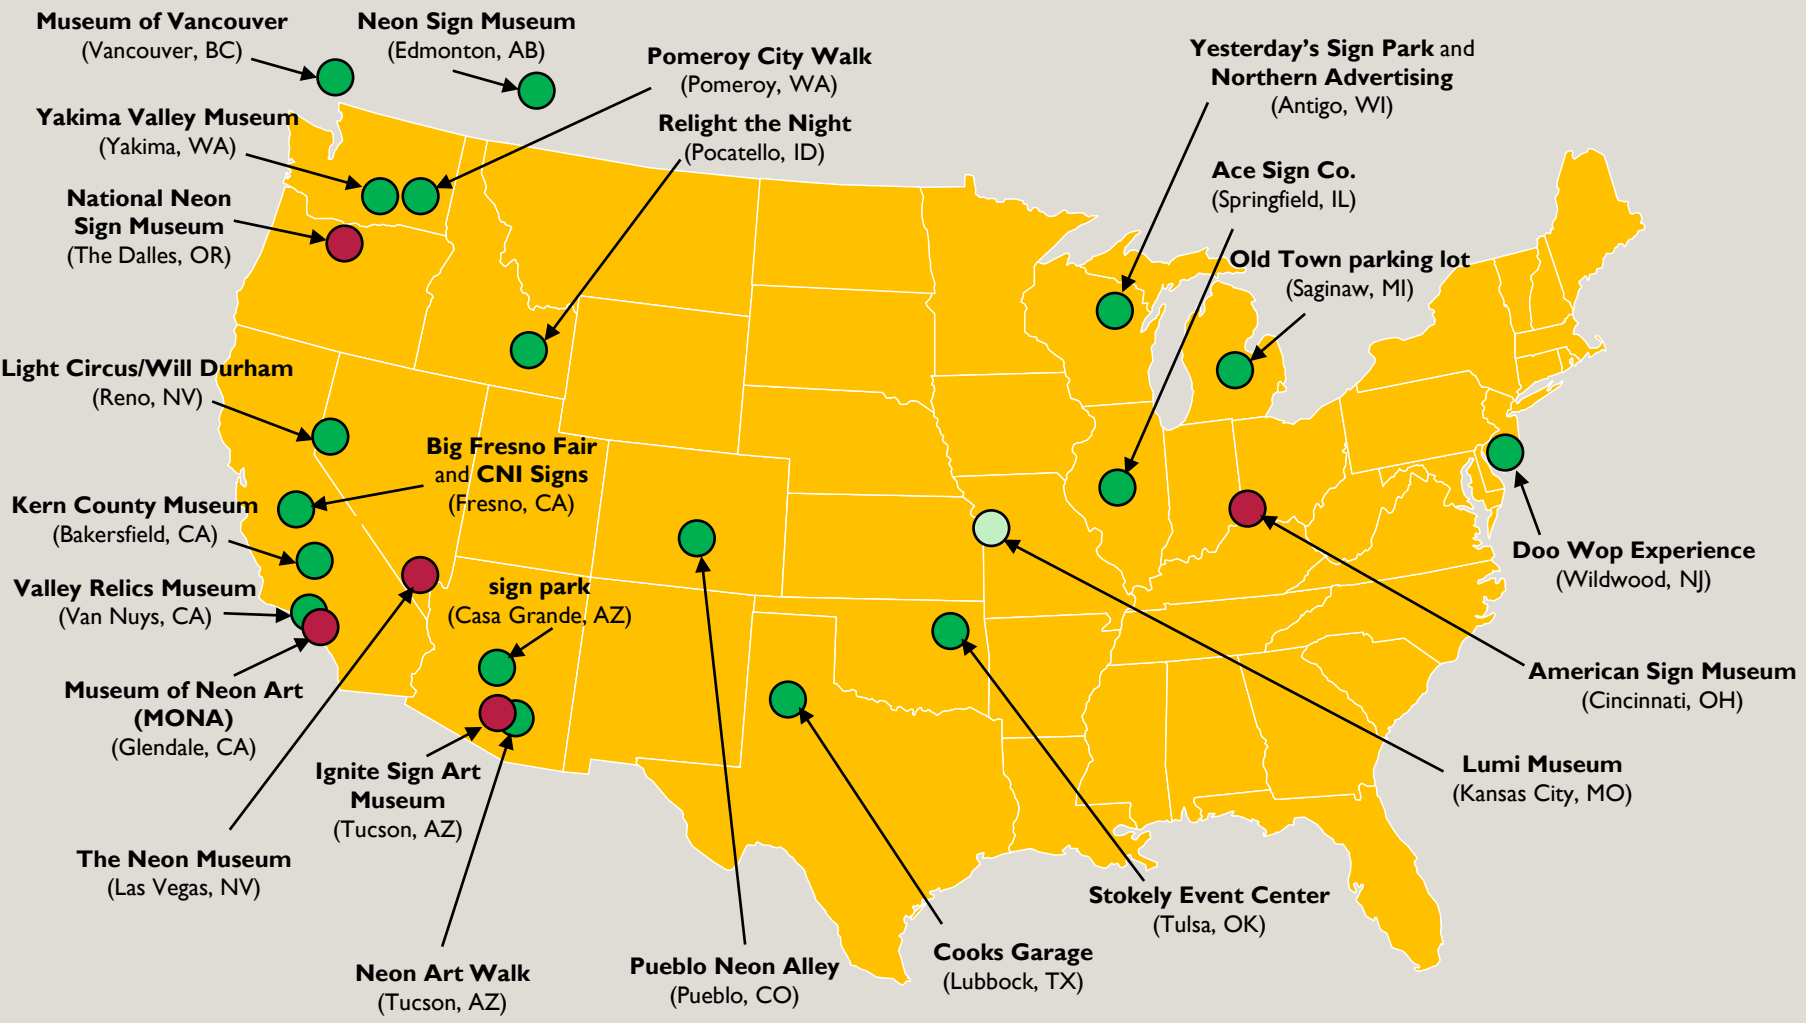 Museum of Vancouver
(Vancouver, BC)
Neon Sign Museum
(Edmonton, AB)
Pomeroy City Walk
(Pomeroy, WA)
Yesterday’s Sign Park and
Northern Advertising
(Antigo, WI)
Yakima Valley Museum
(Yakima, WA)
Relight the Night
(Pocatello, ID)
Ace Sign Co.
(Springfield, IL)
National Neon
Sign Museum
(The Dalles, OR)
Old Town parking lot
(Saginaw, MI)
Light Circus/Will Durham
(Reno, NV)
Big Fresno Fair
and CNI Signs
(Fresno, CA)
Kern County Museum
(Bakersfield, CA)
Doo Wop Experience
(Wildwood, NJ)
Valley Relics Museum
(Van Nuys, CA)
sign park
(Casa Grande, AZ)
American Sign Museum
(Cincinnati, OH)
Museum of Neon Art
(MONA)
(Glendale, CA)
Ignite Sign Art
Museum
(Tucson, AZ)
Lumi Museum
(Kansas City, MO)
The Neon Museum
(Las Vegas, NV)
Stokely Event Center
(Tulsa, OK)
Neon Art Walk
(Tucson, AZ)
Pueblo Neon Alley
(Pueblo, CO)
Cooks Garage
(Lubbock, TX)